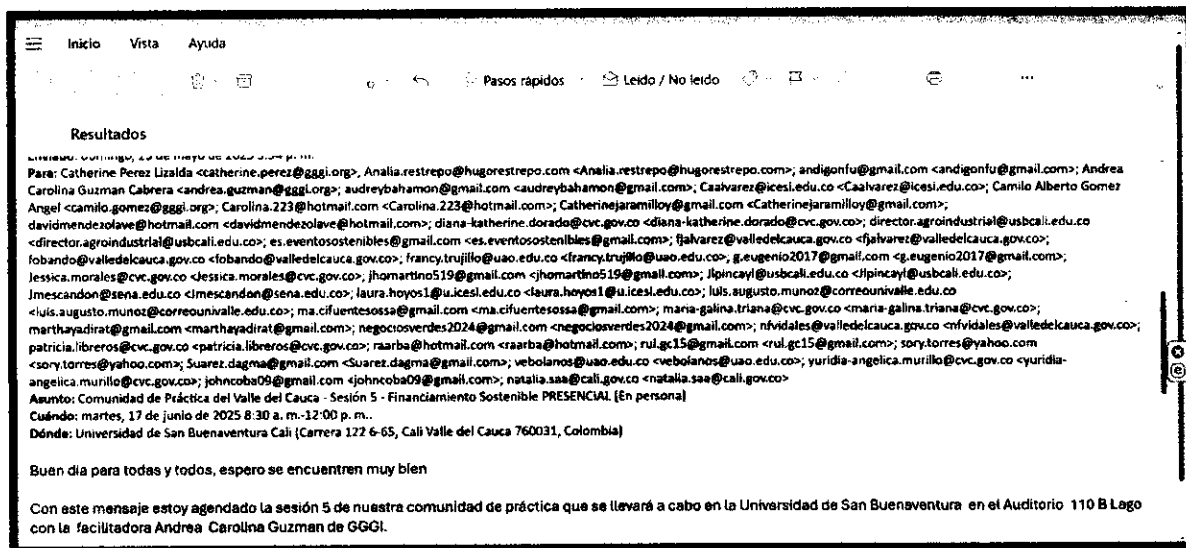 Inicio Vista Ayuda
Pasos rápidos Leído / No leído ...
Resultados
Enviado: domingo, 25 de mayo de 2025 3:54 p. m.
Para: Catherine Perez Lizalda <catherine.perez@gggi.org>, Analia.restrepo@hugorestrepo.com <Analia.restrepo@hugorestrepo.com>; andigonfu@gmail.com <andigonfu@gmail.com>; Andrea
Carolina Guzman Cabrera <andrea.guzman@gggi.org>; audreybahamon@gmail.com <audreybahamon@gmail.com>; Caalvarez@icesi.edu.co <Caalvarez@icesi.edu.co>; Camilo Alberto Gomez
Angel <camilo.gomez@gggi.org>; Carolina.223@hotmail.com <Carolina.223@hotmail.com>; Catherinejaramilloy@gmail.com <Catherinejaramilloy@gmail.com>;
davidmendezolave@hotmail.com <davidmendezolave@hotmail.com>; diana-katherine.dorado@cvc.gov.co <diana-katherine.dorado@cvc.gov.co>; director.agroindustrial@usbcali.edu.co
<director.agroindustrial@usbcali.edu.co>; es.eventosostenibles@gmail.com <es.eventosostenibles@gmail.com>; fjalvarez@valledelcauca.gov.co <fjalvarez@valledelcauca.gov.co>;
fobando@valledelcauca.gov.co <fobando@valledelcauca.gov.co>; francy.trujillo@uao.edu.co <francy.trujillo@uao.edu.co>; g.eugenio2017@gmail.com <g.eugenio2017@gmail.com>;
Jessica.morales@cvc.gov.co <Jessica.morales@cvc.gov.co>; jhomartino519@gmail.com <jhomartino519@gmail.com>; Jlpincayl@usbcali.edu.co <Jlpincayl@usbcali.edu.co>;
Jmescandon@sena.edu.co <Jmescandon@sena.edu.co>; laura.hoyos1@u.icesi.edu.co <laura.hoyos1@u.icesi.edu.co>; luis.augusto.munoz@correounivalle.edu.co
<luis.augusto.munoz@correounivalle.edu.co>; ma.cifuentesossa@gmail.com <ma.cifuentesossa@gmail.com>; maria-galina.triana@cvc.gov.co <maria-galina.triana@cvc.gov.co>;
marthayadirat@gmail.com <marthayadirat@gmail.com>; negociosverdes2024@gmail.com <negociosverdes2024@gmail.com>; nfvidales@valledelcauca.gov.co <nfvidales@valledelcauca.gov.co>;
patricia.libreros@cvc.gov.co <patricia.libreros@cvc.gov.co>; raarba@hotmail.com <raarba@hotmail.com>; rul.gc15@gmail.com <rul.gc15@gmail.com>; sory.torres@yahoo.com
<sory.torres@yahoo.com>; Suarez.dagma@gmail.com <Suarez.dagma@gmail.com>; vebolanos@uao.edu.co <vebolanos@uao.edu.co>; yuridia-angelica.murillo@cvc.gov.co <yuridia-
angelica.murillo@cvc.gov.co>; johncoba09@gmail.com <johncoba09@gmail.com>; natalia.saa@cali.gov.co <natalia.saa@cali.gov.co>
Asunto: Comunidad de Práctica del Valle del Cauca - Sesión 5 - Financiamiento Sostenible PRESENCIAL [En persona]
Cuándo: martes, 17 de junio de 2025 8:30 a. m.-12:00 p. m..
Dónde: Universidad de San Buenaventura Cali (Carrera 122 6-65, Cali Valle del Cauca 760031, Colombia)
Buen día para todas y todos, espero se encuentren muy bien
Con este mensaje estoy agendado la sesión 5 de nuestra comunidad de práctica que se llevará a cabo en la Universidad de San Buenaventura en el Auditorio 110 B Lago
con la facilitadora Andrea Carolina Guzman de GGGI.